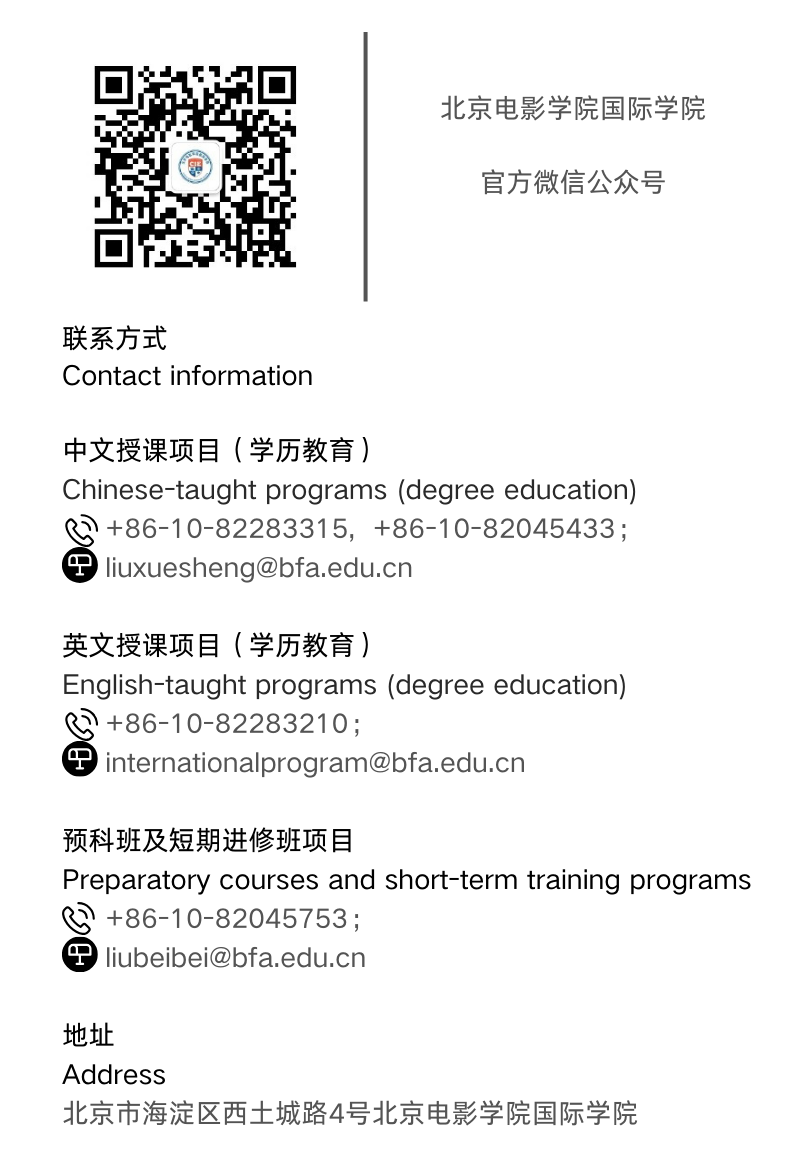 北京电影学院国际学院
官方微信公众号
联系方式
Contact information
中文授课项目（学历教育）
Chinese-taught programs (degree education)
+86-10-82283315，+86-10-82045433；
liuxuesheng@bfa.edu.cn
英文授课项目（学历教育）
English-taught programs (degree education)
+86-10-82283210；
internationalprogram@bfa.edu.cn
预科班及短期进修班项目
Preparatory courses and short-term training programs
+86-10-82045753；
liubeibei@bfa.edu.cn
地址
Address
北京市海淀区西土城路4号北京电影学院国际学院